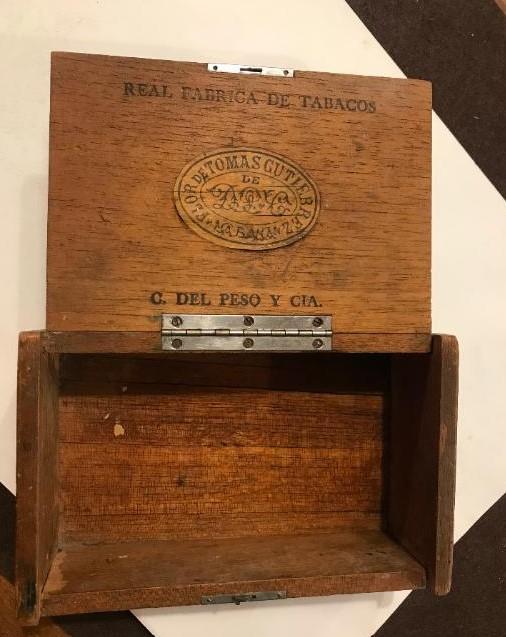 REAL FABRICA DE TABACOS
FLOR DE TOMAS GUTIERREZ
DE
HABANA
C. DEL PESO Y CIA.